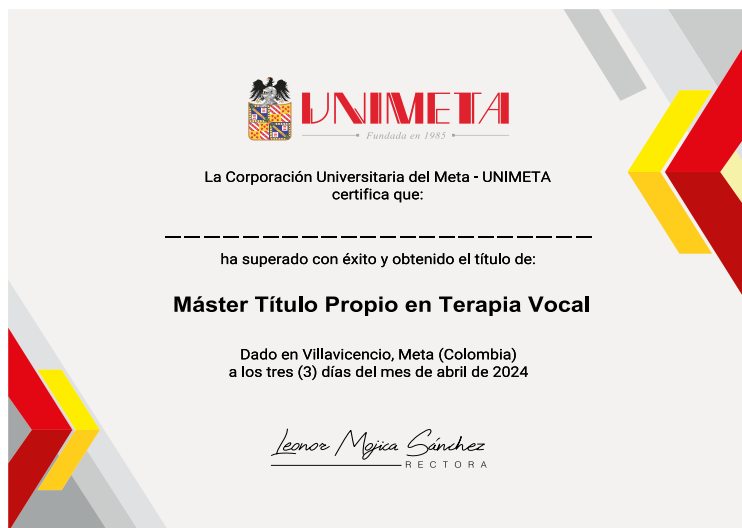 UNIMETA
Fundada en 1985
La Corporación Universitaria del Meta - UNIMETA
certifica que:
ha superado con éxito y obtenido el título de:
Máster Título Propio en Terapia Vocal
Dado en Villavicencio, Meta (Colombia)
a los tres (3) días del mes de abril de 2024
Leonor Mojica Sánchez
RECTORA